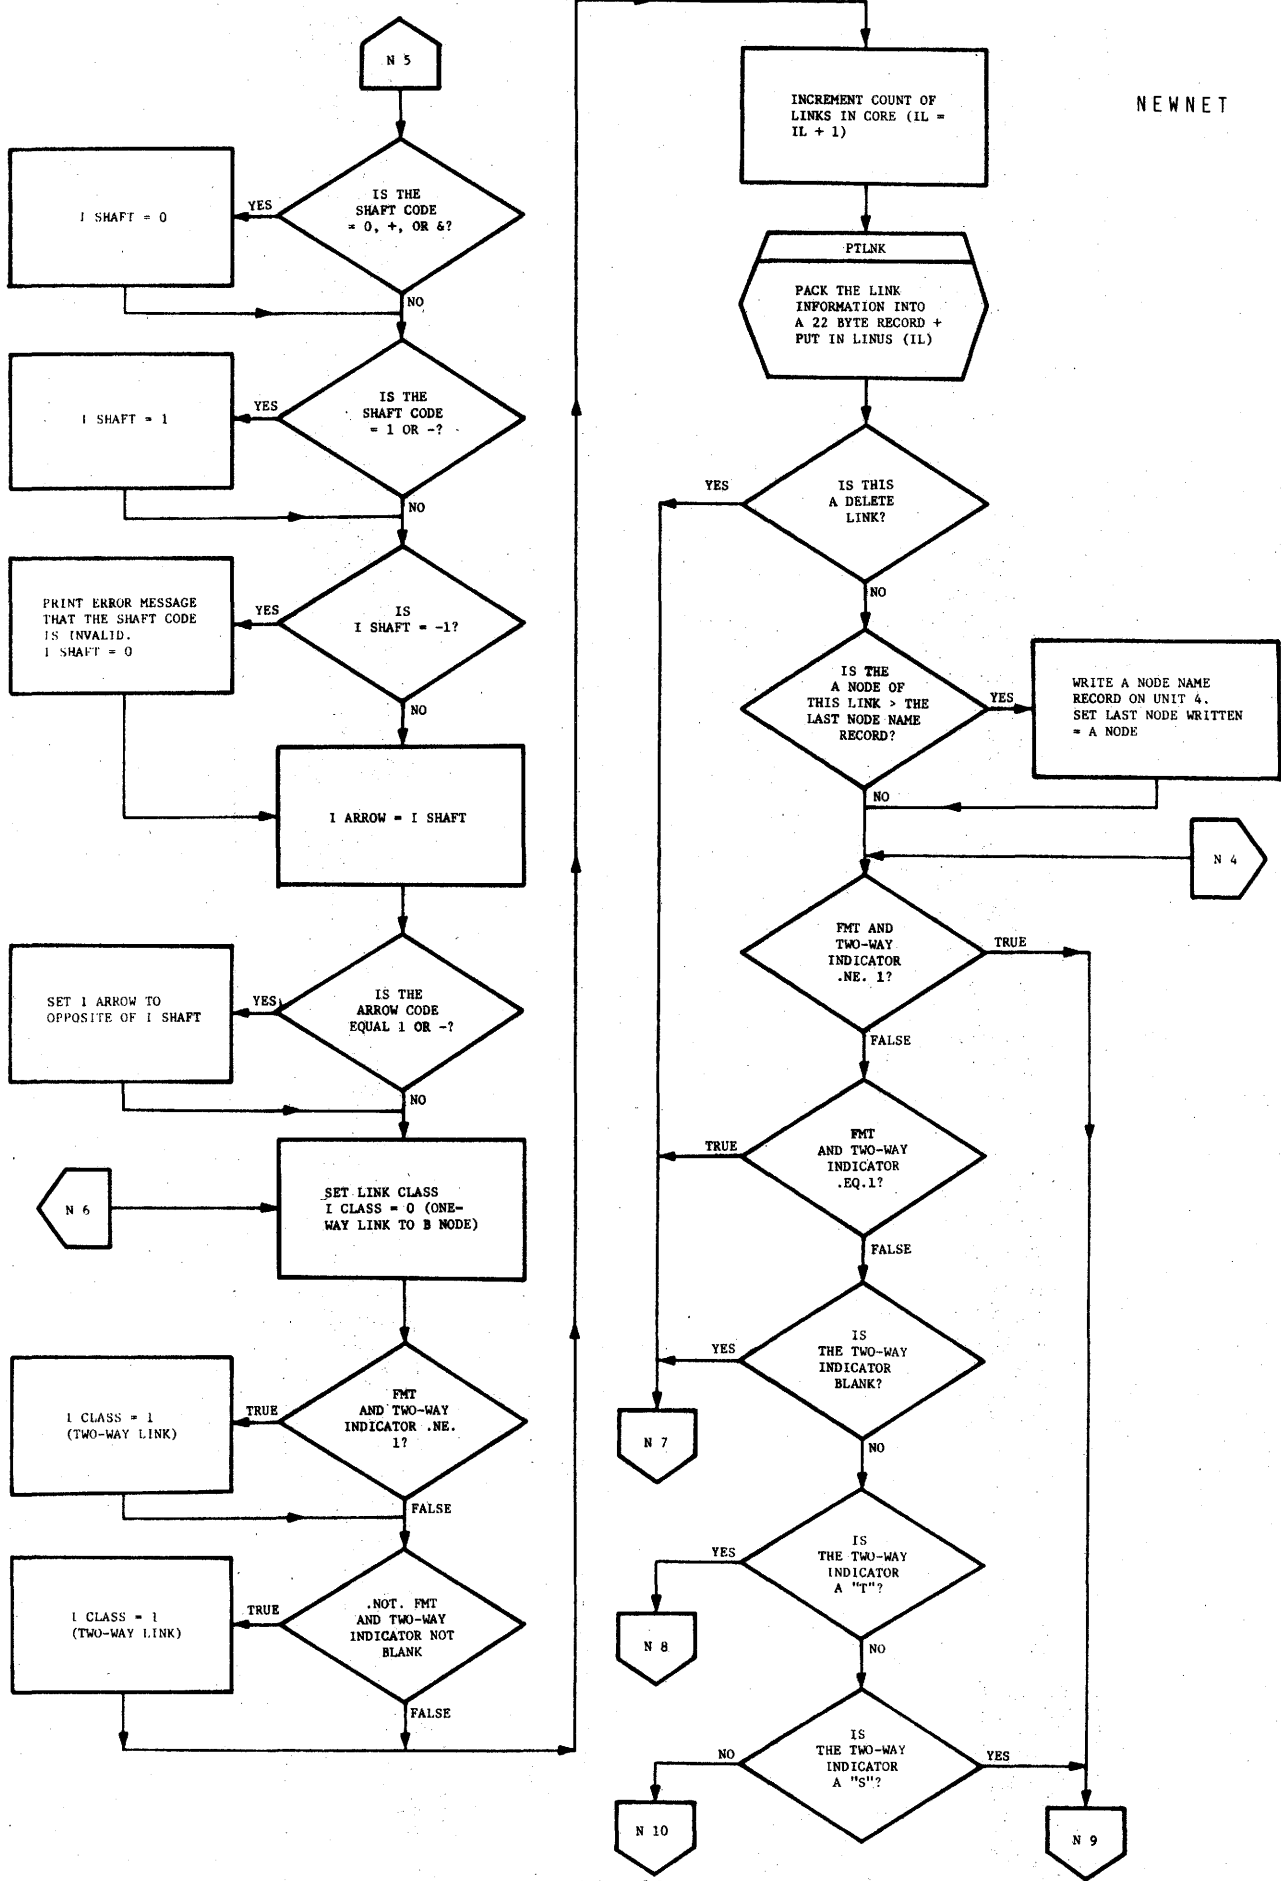 N 5
IS THE
SHAFT CODE
= 0, +, OR &?
YES
I SHAFT = 0
NO
IS THE
SHAFT CODE
= 1 OR -?
YES
I SHAFT = 1
NO
IS
I SHAFT = -1?
YES
PRINT ERROR MESSAGE
THAT THE SHAFT CODE
IS INVALID.
I SHAFT = 0
NO
I ARROW = I SHAFT
IS THE
ARROW CODE
EQUAL 1 OR -?
YES
SET I ARROW TO
OPPOSITE OF I SHAFT
NO
N 6
SET LINK CLASS
I CLASS = 0 (ONE-
WAY LINK TO B NODE)
FMT
AND TWO-WAY
INDICATOR .NE.
1?
TRUE
I CLASS = 1
(TWO-WAY LINK)
FALSE
.NOT. FMT
AND TWO-WAY
INDICATOR NOT
BLANK
TRUE
I CLASS = 1
(TWO-WAY LINK)
FALSE
NEWNET
INCREMENT COUNT OF
LINKS IN CORE (IL =
IL + 1)
PTLNK
PACK THE LINK
INFORMATION INTO
A 22 BYTE RECORD +
PUT IN LINUS (IL)
IS THIS
A DELETE
LINK?
YES
NO
IS THE
A NODE OF
THIS LINK > THE
LAST NODE NAME
RECORD?
YES
WRITE A NODE NAME
RECORD ON UNIT 4.
SET LAST NODE WRITTEN
= A NODE
NO
N 4
FMT AND
TWO-WAY
INDICATOR
.NE. 1?
TRUE
FALSE
FMT
AND TWO-WAY
INDICATOR
.EQ.1?
TRUE
FALSE
IS
THE TWO-WAY
INDICATOR
BLANK?
YES
N 7
NO
IS
THE TWO-WAY
INDICATOR
A "T"?
YES
N 8
NO
IS
THE TWO-WAY
INDICATOR
A "S"?
NO
YES
N 10
N 9